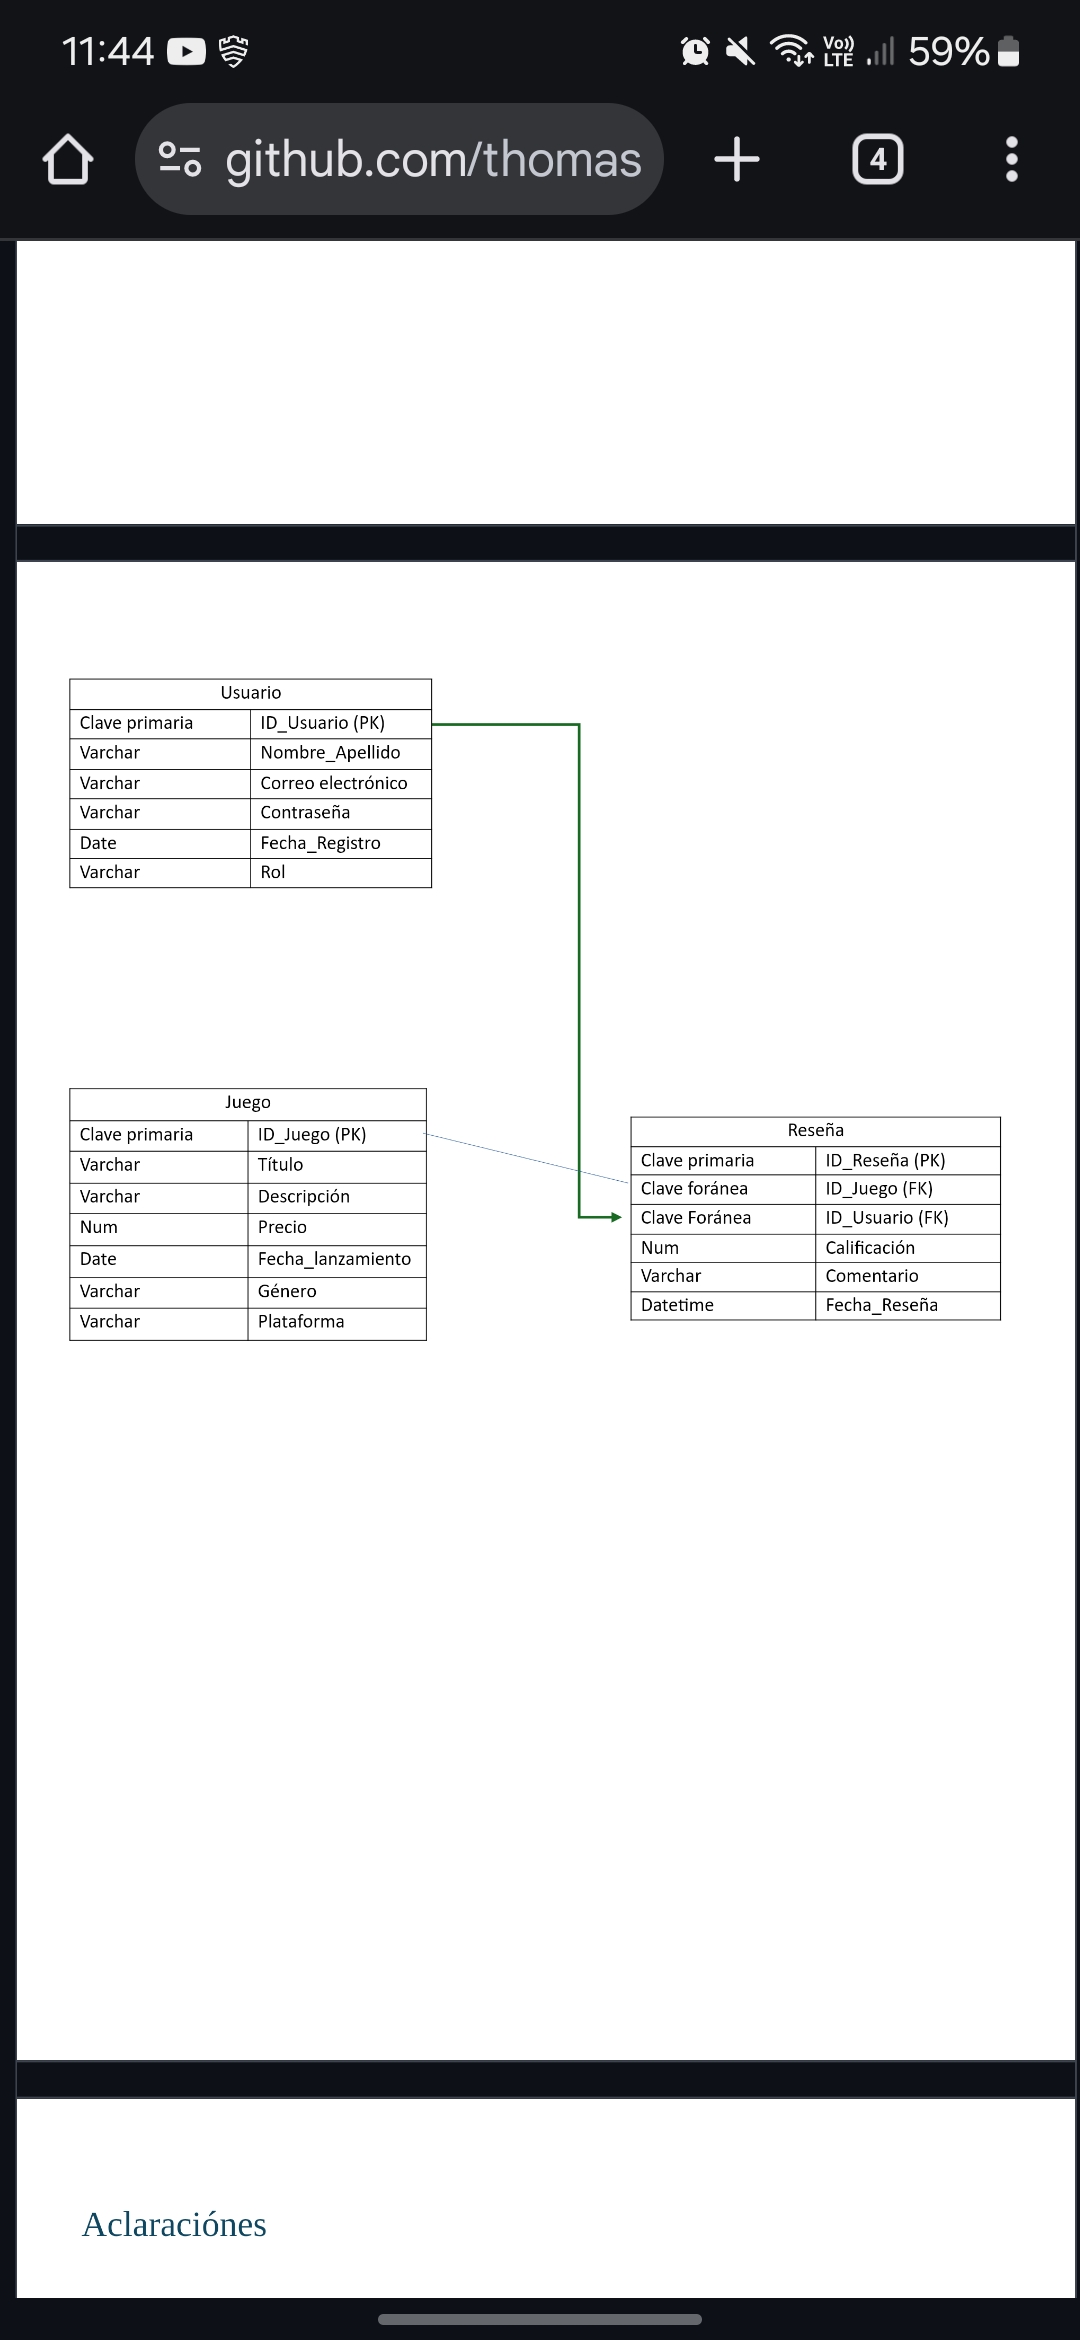 11:44
Vo))
LTE
59%
github.com/thomas
4
Usuario
Clave primaria ID_Usuario (PK)
Varchar Nombre_Apellido
Varchar Correo electrónico
Varchar Contraseña
Date Fecha_Registro
Varchar Rol
Juego
Clave primaria ID_Juego (PK)
Varchar Título
Varchar Descripción
Num Precio
Date Fecha_lanzamiento
Varchar Género
Varchar Plataforma
Reseña
Clave primaria ID_Reseña (PK)
Clave foránea ID_Juego (FK)
Clave Foránea ID_Usuario (FK)
Num Calificación
Varchar Comentario
Datetime Fecha_Reseña
Aclaraciónes